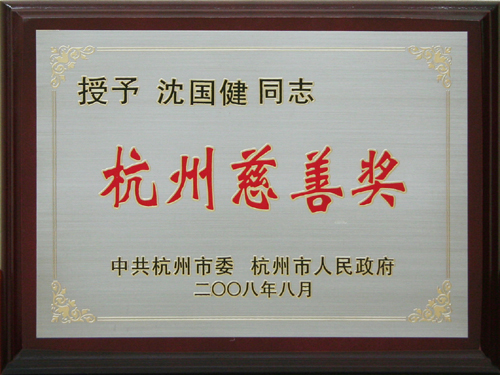 授予 沈国健 同志
杭州慈善奖
中共杭州市委 杭州市人民政府
二〇〇八年八月